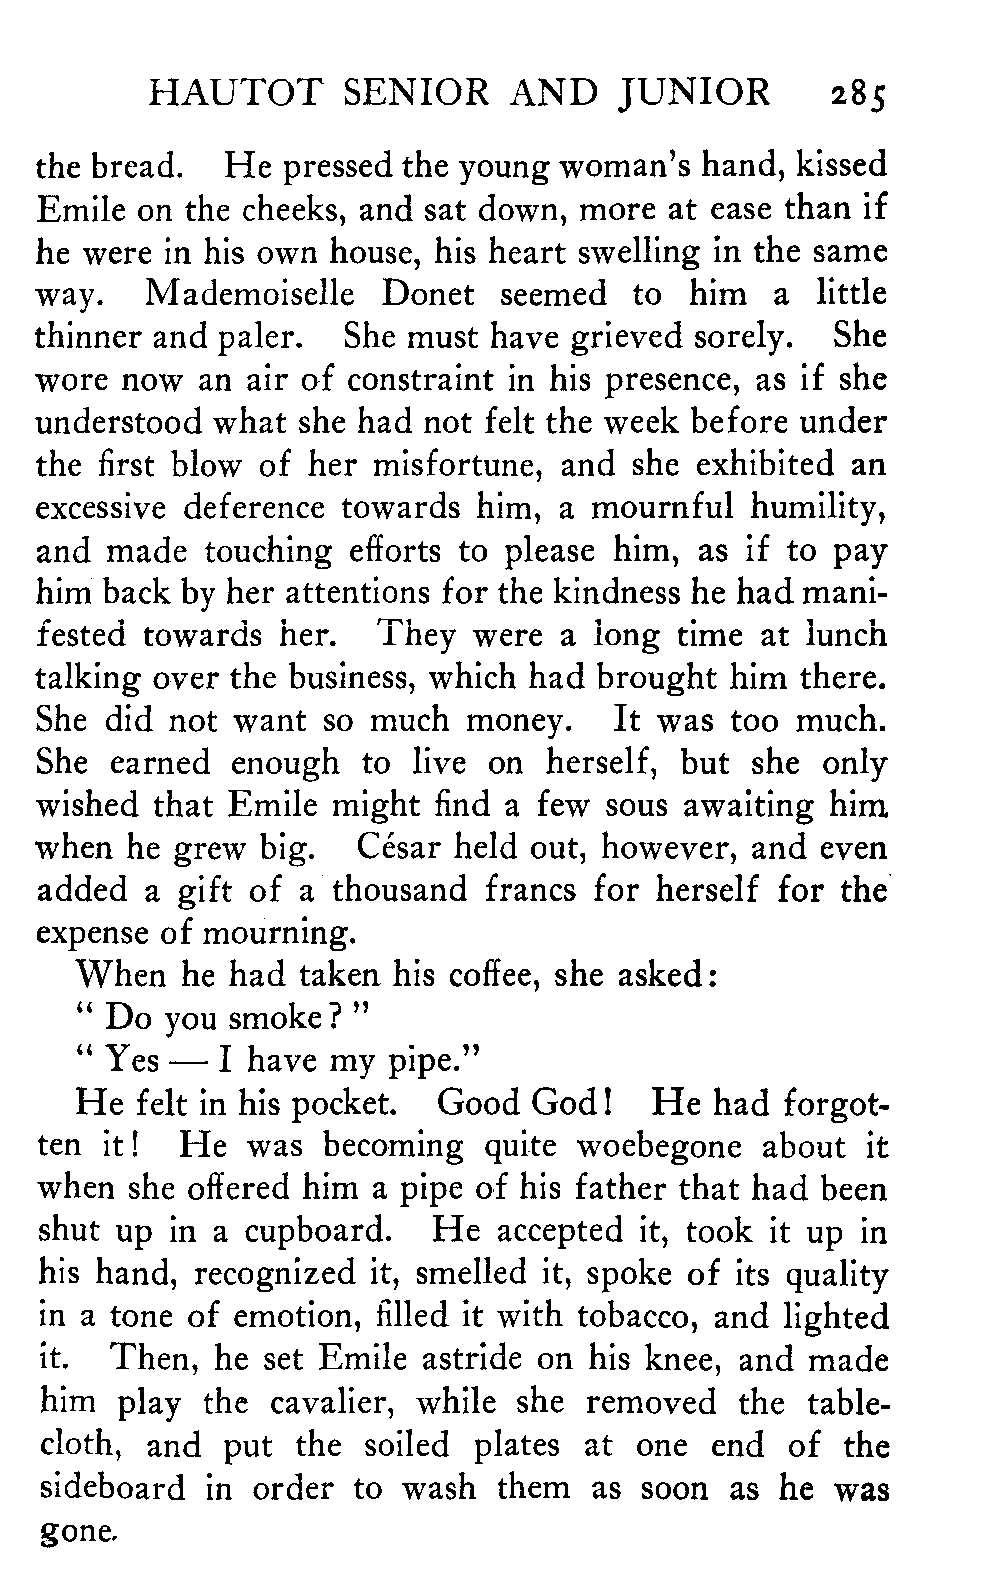 HAUTOT SENIOR AND JUNIOR 285
the bread. He pressed the young woman's hand, kissed
Emile on the cheeks, and sat down, more at ease than if
he were in his own house, his heart swelling in the same
way. Mademoiselle Donet seemed to him a little
thinner and paler. She must have grieved sorely. She
wore now an air of constraint in his presence, as if she
understood what she had not felt the week before under
the first blow of her misfortune, and she exhibited an
excessive deference towards him, a mournful humility,
and made touching efforts to please him, as if to pay
him back by her attentions for the kindness he had mani-
fested towards her. They were a long time at lunch
talking over the business, which had brought him there.
She did not want so much money. It was too much.
She earned enough to live on herself, but she only
wished that Emile might find a few sous awaiting him
when he grew big. César held out, however, and even
added a gift of a thousand francs for herself for the
expense of mourning.
When he had taken his coffee, she asked:
" Do you smoke? "
" Yes — I have my pipe."
He felt in his pocket. Good God! He had forgot-
ten it! He was becoming quite woebegone about it
when she offered him a pipe of his father that had been
shut up in a cupboard. He accepted it, took it up in
his hand, recognized it, smelled it, spoke of its quality
in a tone of emotion, filled it with tobacco, and lighted
it. Then, he set Emile astride on his knee, and made
him play the cavalier, while she removed the table-
cloth, and put the soiled plates at one end of the
sideboard in order to wash them as soon as he was
gone.